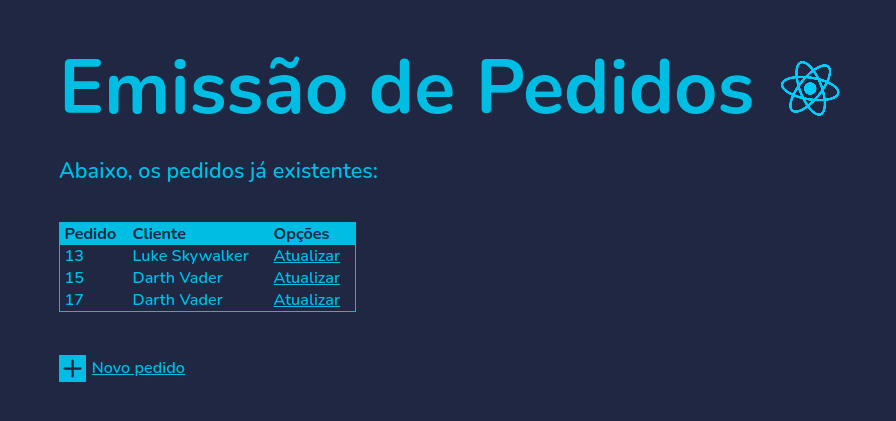 Emissão de Pedidos
Abaixo, os pedidos já existentes:
Pedido Cliente Opções
13 Luke Skywalker Atualizar
15 Darth Vader Atualizar
17 Darth Vader Atualizar
Novo pedido